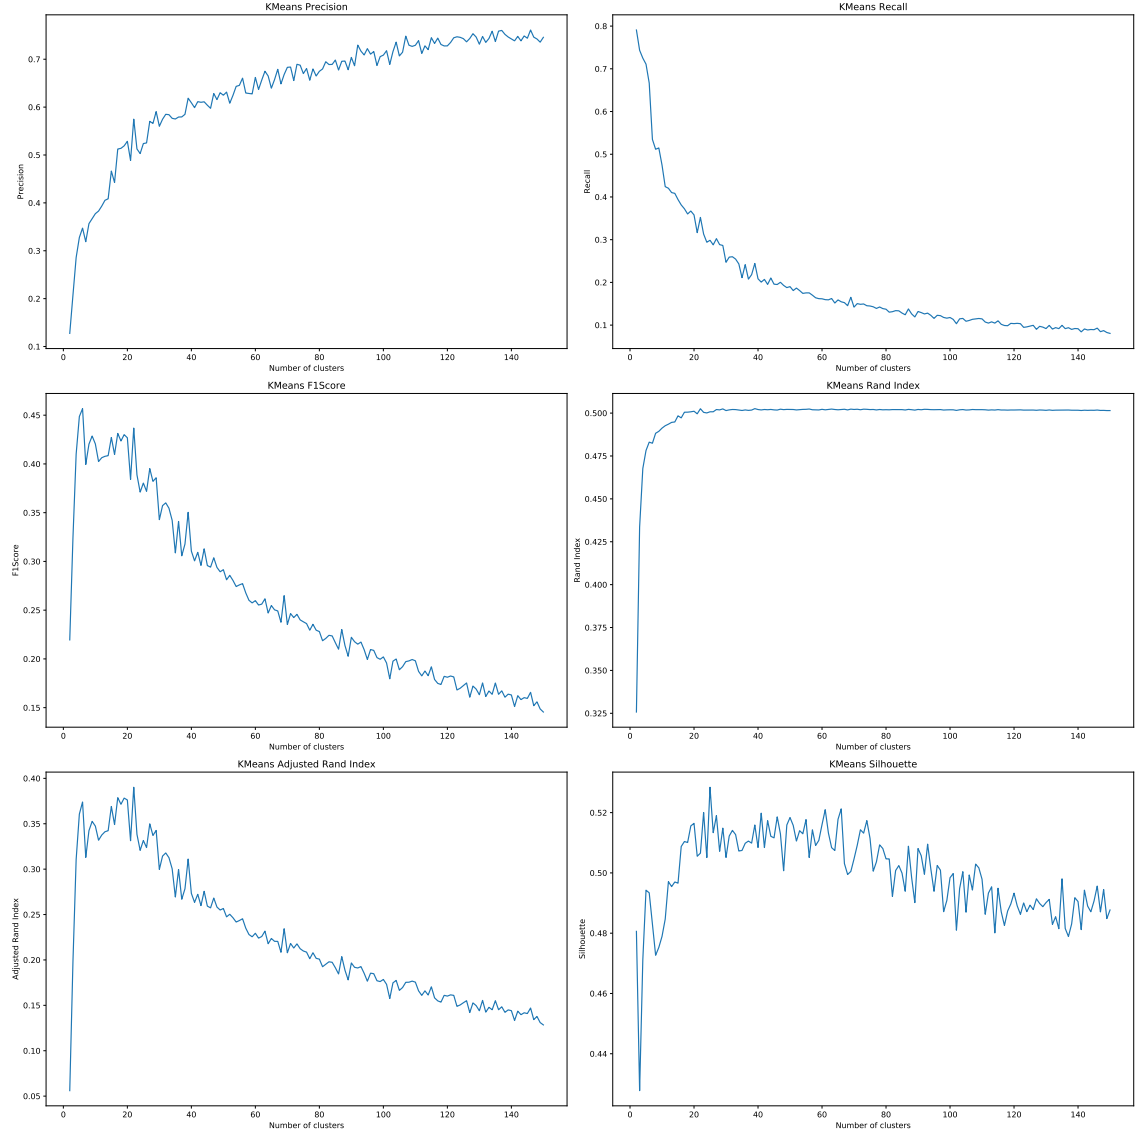 KMeans Precision
0.7
0.6
0.5
0.4
0.3
0.2
0.1
Precision
0 20 40 60 80 100 120 140
Number of clusters
KMeans Recall
0.8
0.7
0.6
0.5
0.4
0.3
0.2
0.1
Recall
0 20 40 60 80 100 120 140
Number of clusters
KMeans F1Score
0.45
0.40
0.35
0.30
0.25
0.20
0.15
F1Score
0 20 40 60 80 100 120 140
Number of clusters
KMeans Rand Index
0.500
0.475
0.450
0.425
0.400
0.375
0.350
0.325
Rand Index
0 20 40 60 80 100 120 140
Number of clusters
KMeans Adjusted Rand Index
0.40
0.35
0.30
0.25
0.20
0.15
0.10
0.05
Adjusted Rand Index
0 20 40 60 80 100 120 140
Number of clusters
KMeans Silhouette
0.52
0.50
0.48
0.46
0.44
Silhouette
0 20 40 60 80 100 120 140
Number of clusters